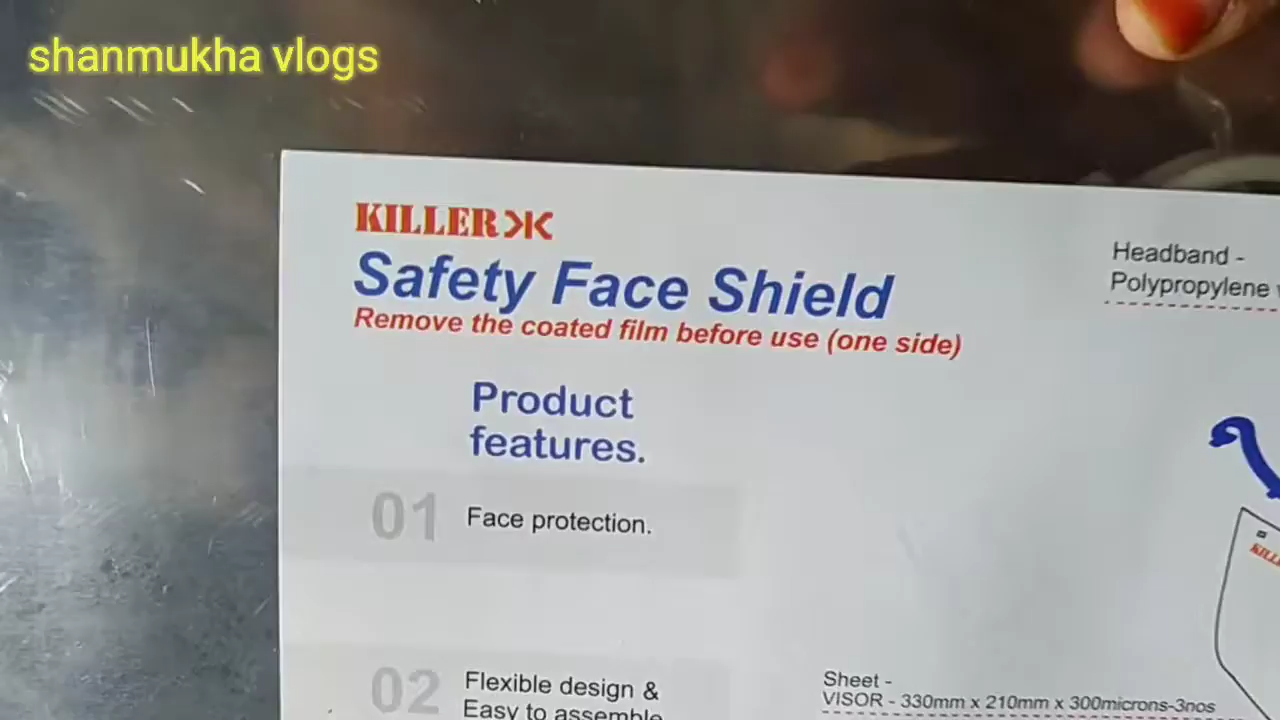 shanmukha vlogs
KILLER
Safety Face Shield
Remove the coated film before use (one side)
Headband -
Polypropylene
Product
features.
01 Face protection.
02 Flexible design &
Easy to assemble
Sheet -
VISOR - 330mm x 210mm x 300microns-3nos